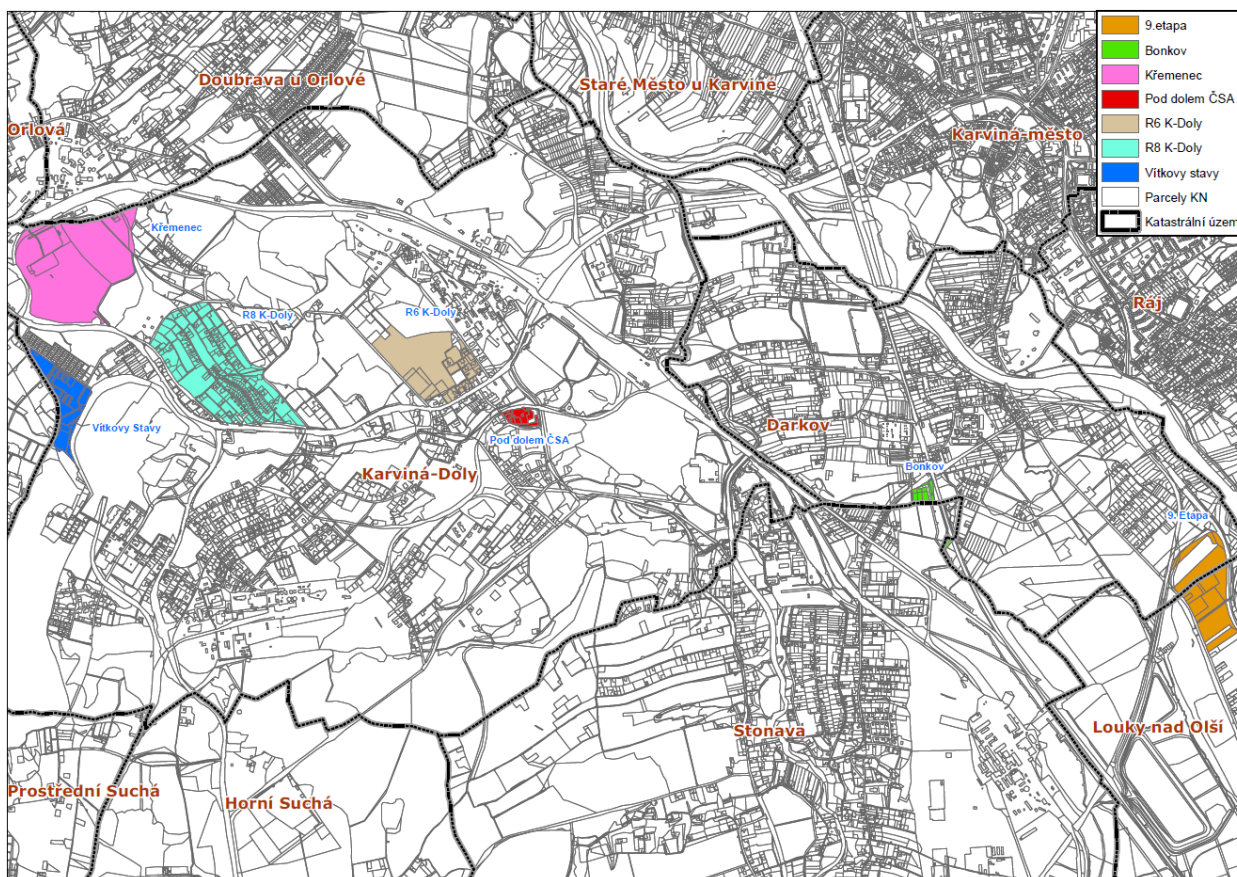 9.etapa
Bonkov
Křemenec
Pod dolem ČSA
R6 K-Doly
R8 K-Doly
Vítkovy stavy
Parcely KN
Katastrální území
Doubrava u Orlové
Staré Město u Karviné
Orlová
Karviná-město
Křemenec
Ráj
R8 K-Doly
R6 K-Doly
Vítkovy Stavy
Pod dolem ČSA
Darkov
Karviná-Doly
Bonkov
9. Etapa
Stonava
Louky nad Olší
Prostřední Suchá
Horní Suchá